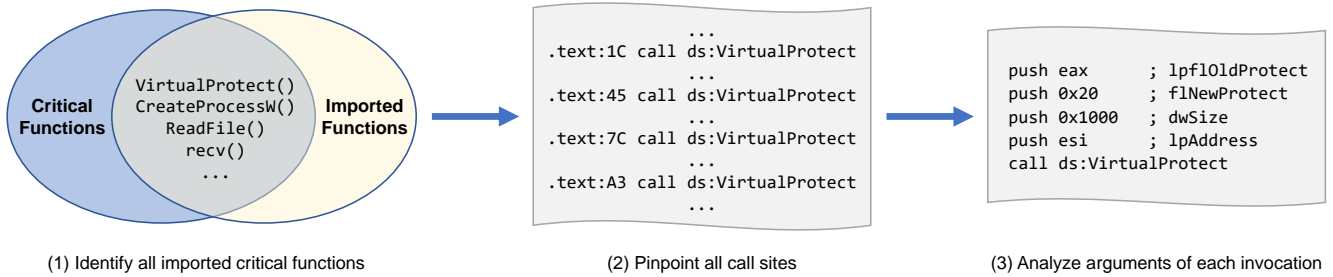 Critical
Functions
VirtualProtect()
CreateProcessW()
ReadFile()
recv()
...
Imported
Functions
(1) Identify all imported critical functions
...
.text:1C call ds:VirtualProtect
...
.text:45 call ds:VirtualProtect
...
.text:7C call ds:VirtualProtect
...
.text:A3 call ds:VirtualProtect
...
(2) Pinpoint all call sites
push eax ; lpflOldProtect
push 0x20 ; flNewProtect
push 0x1000 ; dwSize
push esi ; lpAddress
call ds:VirtualProtect
(3) Analyze arguments of each invocation